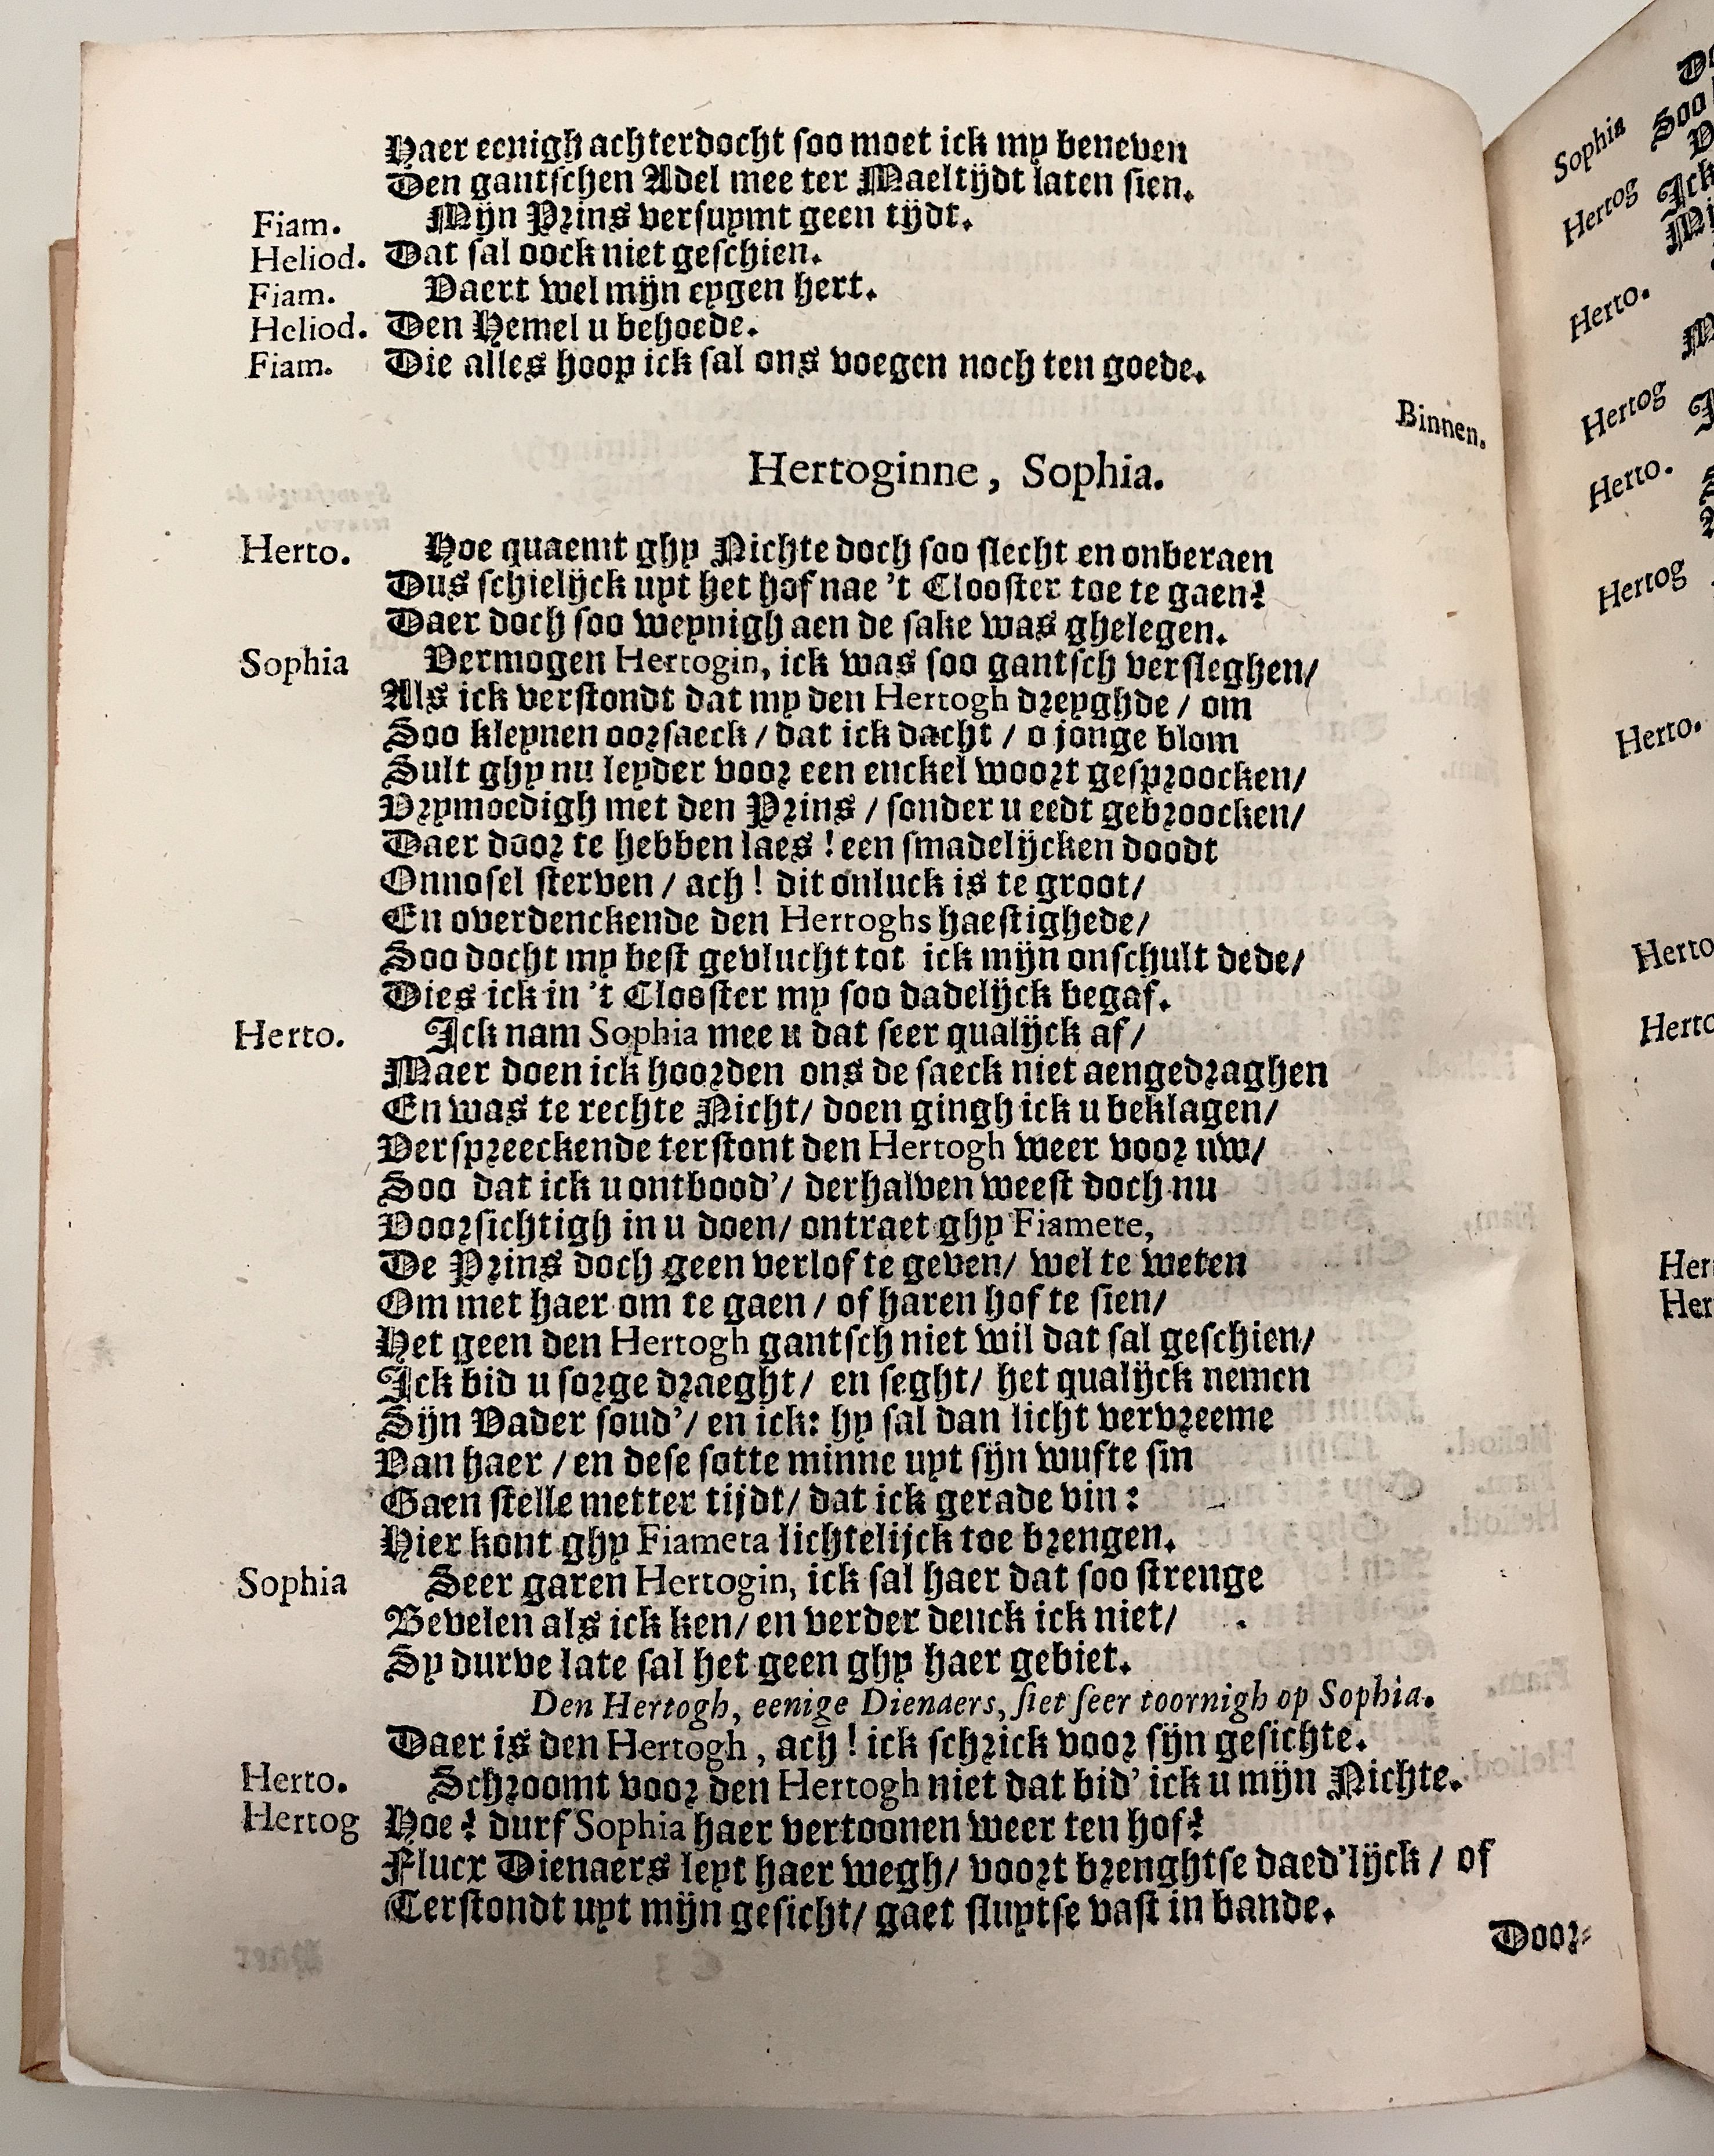 Haer eenigh achterdocht soo moet ick my beneven
Den gantschen Adel mee ter Maeltijdt laten sien.
Fiam. Mijn Prins versuymt geen tijdt.
Heliod. Dat sal oock niet geschien.
Fiam. Vaert wel mijn eygen hert.
Heliod. Den Hemel u behoede.
Fiam. Die alles hoop ick sal ons voegen noch ten goede.
Binnen.
Hertoginne, Sophia.
Herto. Hoe quaemt ghy Nichte doch soo slecht en onberaen
Dus schielijck uyt het hof nae 't Clooster toe te gaen?
Daer doch soo weynigh aen de sake was ghelegen.
Sophia Vermogen Hertogin, ick was soo gantsch versleghen/
Als ick verstondt dat my den Hertogh dreyghde / om
Soo kleynen oorsaeck / dat ick dacht / o jonge blom
Sult ghy nu leyder voor een enckel woort gesproocken/
Vrymoedigh met den Prins / sonder u eedt gebroocken/
Daer door te hebben laes ! een smadelijcken doodt
Onnosel sterven / ach ! dit onluck is te groot/
En overdenckende den Hertoghs haestighede/
Soo docht my best gevlucht tot ick mijn onschult dede/
Dies ick in 't Clooster my soo dadelijck begaf.
Herto. Ick nam Sophia mee u dat seer qualijck af/
Maer doen ick hoorden ons de saeck niet aengedraghen
En was te rechte Nicht/ doen gingh ick u beklagen/
Verspreeckende terstont den Hertogh weer voor uw/
Soo dat ick u ontbood'/ derhalven weest doch nu
Voorsichtigh in u doen/ ontraet ghy Fiamete,
De Prins doch geen verlof te geven/ wel te weten
Om met haer om te gaen / of haren hof te sien/
Het geen den Hertogh gantsch niet wil dat sal geschien/
Ick bid u sorge draeght/ en seght/ het qualijck nemen
Sijn Vader soud'/ en ick: hy sal dan licht vervreeme
Van haer / en dese sotte minne uyt sijn wufte sin
Gaen stelle metter tijdt/ dat ick gerade vin :
Hier kont ghy Fiameta lichtelijck toe brengen.
Sophia Seer garen Hertogin, ick sal haer dat soo strenge
Bevelen als ick ken/ en verder denck ick niet/
Sy durve late sal het geen ghy haer gebiet.
Den Hertogh, eenige Dienaers, siet seer toornigh op Sophia.
Daer is den Hertogh, ach ! ick schrick voor sijn gesichte.
Herto. Schroomt voor den Hertogh niet dat bid' ick u mijn Nichte.
Hertog Hoe ? durf Sophia haer vertoonen weer ten hof?
Flucx Dienaers leyt haer wegh/ voort brenghtse daed'lijck / of
Terstondt uyt mijn gesicht/ gaet sluytse vast in bande.
Door-
Sophia Soo
Hertog Ick
Herto.
Hertog
Herto.
Hertog
Herto.
Herto
Herto
Her
Her